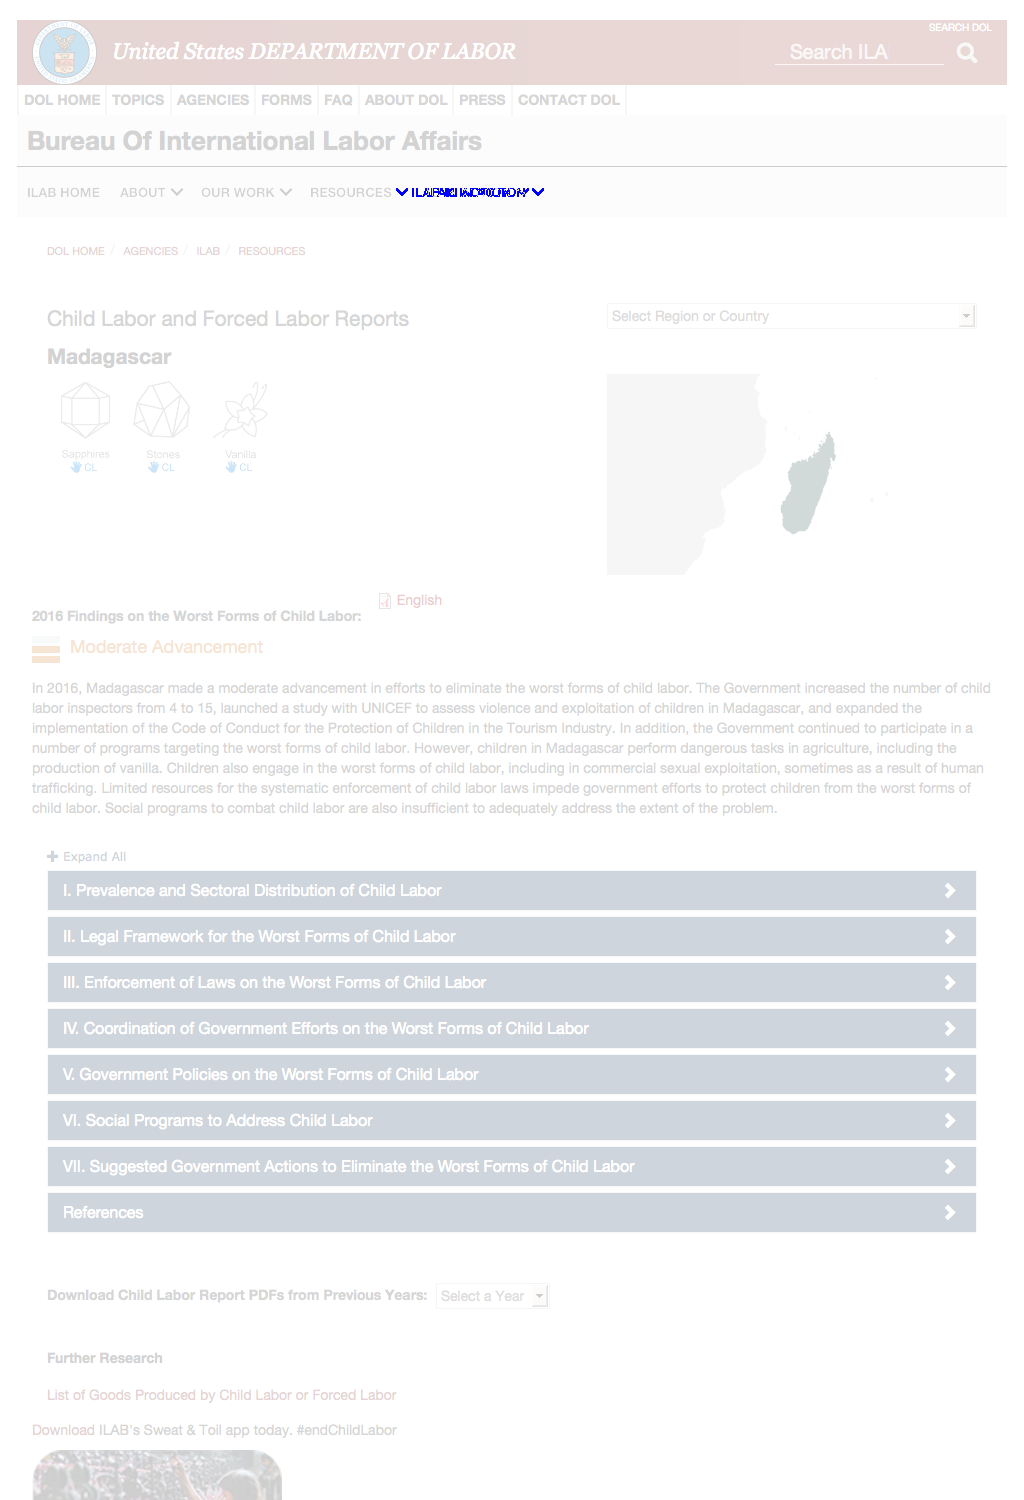 SEARCH DOL
United States DEPARTMENT OF LABOR
Search ILA
DOL HOME TOPICS AGENCIES FORMS FAQ ABOUT DOL PRESS CONTACT DOL
Bureau Of International Labor Affairs
ILAB HOME ABOUT OUR WORK RESOURCES
DOL HOME / AGENCIES / ILAB / RESOURCES
Child Labor and Forced Labor Reports
Select Region or Country
Madagascar
Sapphires Stones Vanilla
CL CL CL
English
2016 Findings on the Worst Forms of Child Labor:
Moderate Advancement
In 2016, Madagascar made a moderate advancement in efforts to eliminate the worst forms of child labor. The Government increased the number of child
labor inspectors from 4 to 15, launched a study with UNICEF to assess violence and exploitation of children in Madagascar, and expanded the
implementation of the Code of Conduct for the Protection of Children in the Tourism Industry. In addition, the Government continued to participate in a
number of programs targeting the worst forms of child labor. However, children in Madagascar perform dangerous tasks in agriculture, including the
production of vanilla. Children also engage in the worst forms of child labor, including in commercial sexual exploitation, sometimes as a result of human
trafficking. Limited resources for the systematic enforcement of child labor laws impede government efforts to protect children from the worst forms of
child labor. Social programs to combat child labor are also insufficient to adequately address the extent of the problem.
Expand All
I. Prevalence and Sectoral Distribution of Child Labor
II. Legal Framework for the Worst Forms of Child Labor
III. Enforcement of Laws on the Worst Forms of Child Labor
IV. Coordination of Government Efforts on the Worst Forms of Child Labor
V. Government Policies on the Worst Forms of Child Labor
VI. Social Programs to Address Child Labor
VII. Suggested Government Actions to Eliminate the Worst Forms of Child Labor
References
Download Child Labor Report PDFs from Previous Years: Select a Year
Further Research
List of Goods Produced by Child Labor or Forced Labor
Download ILAB's Sweat & Toil app today. #endChildLabor